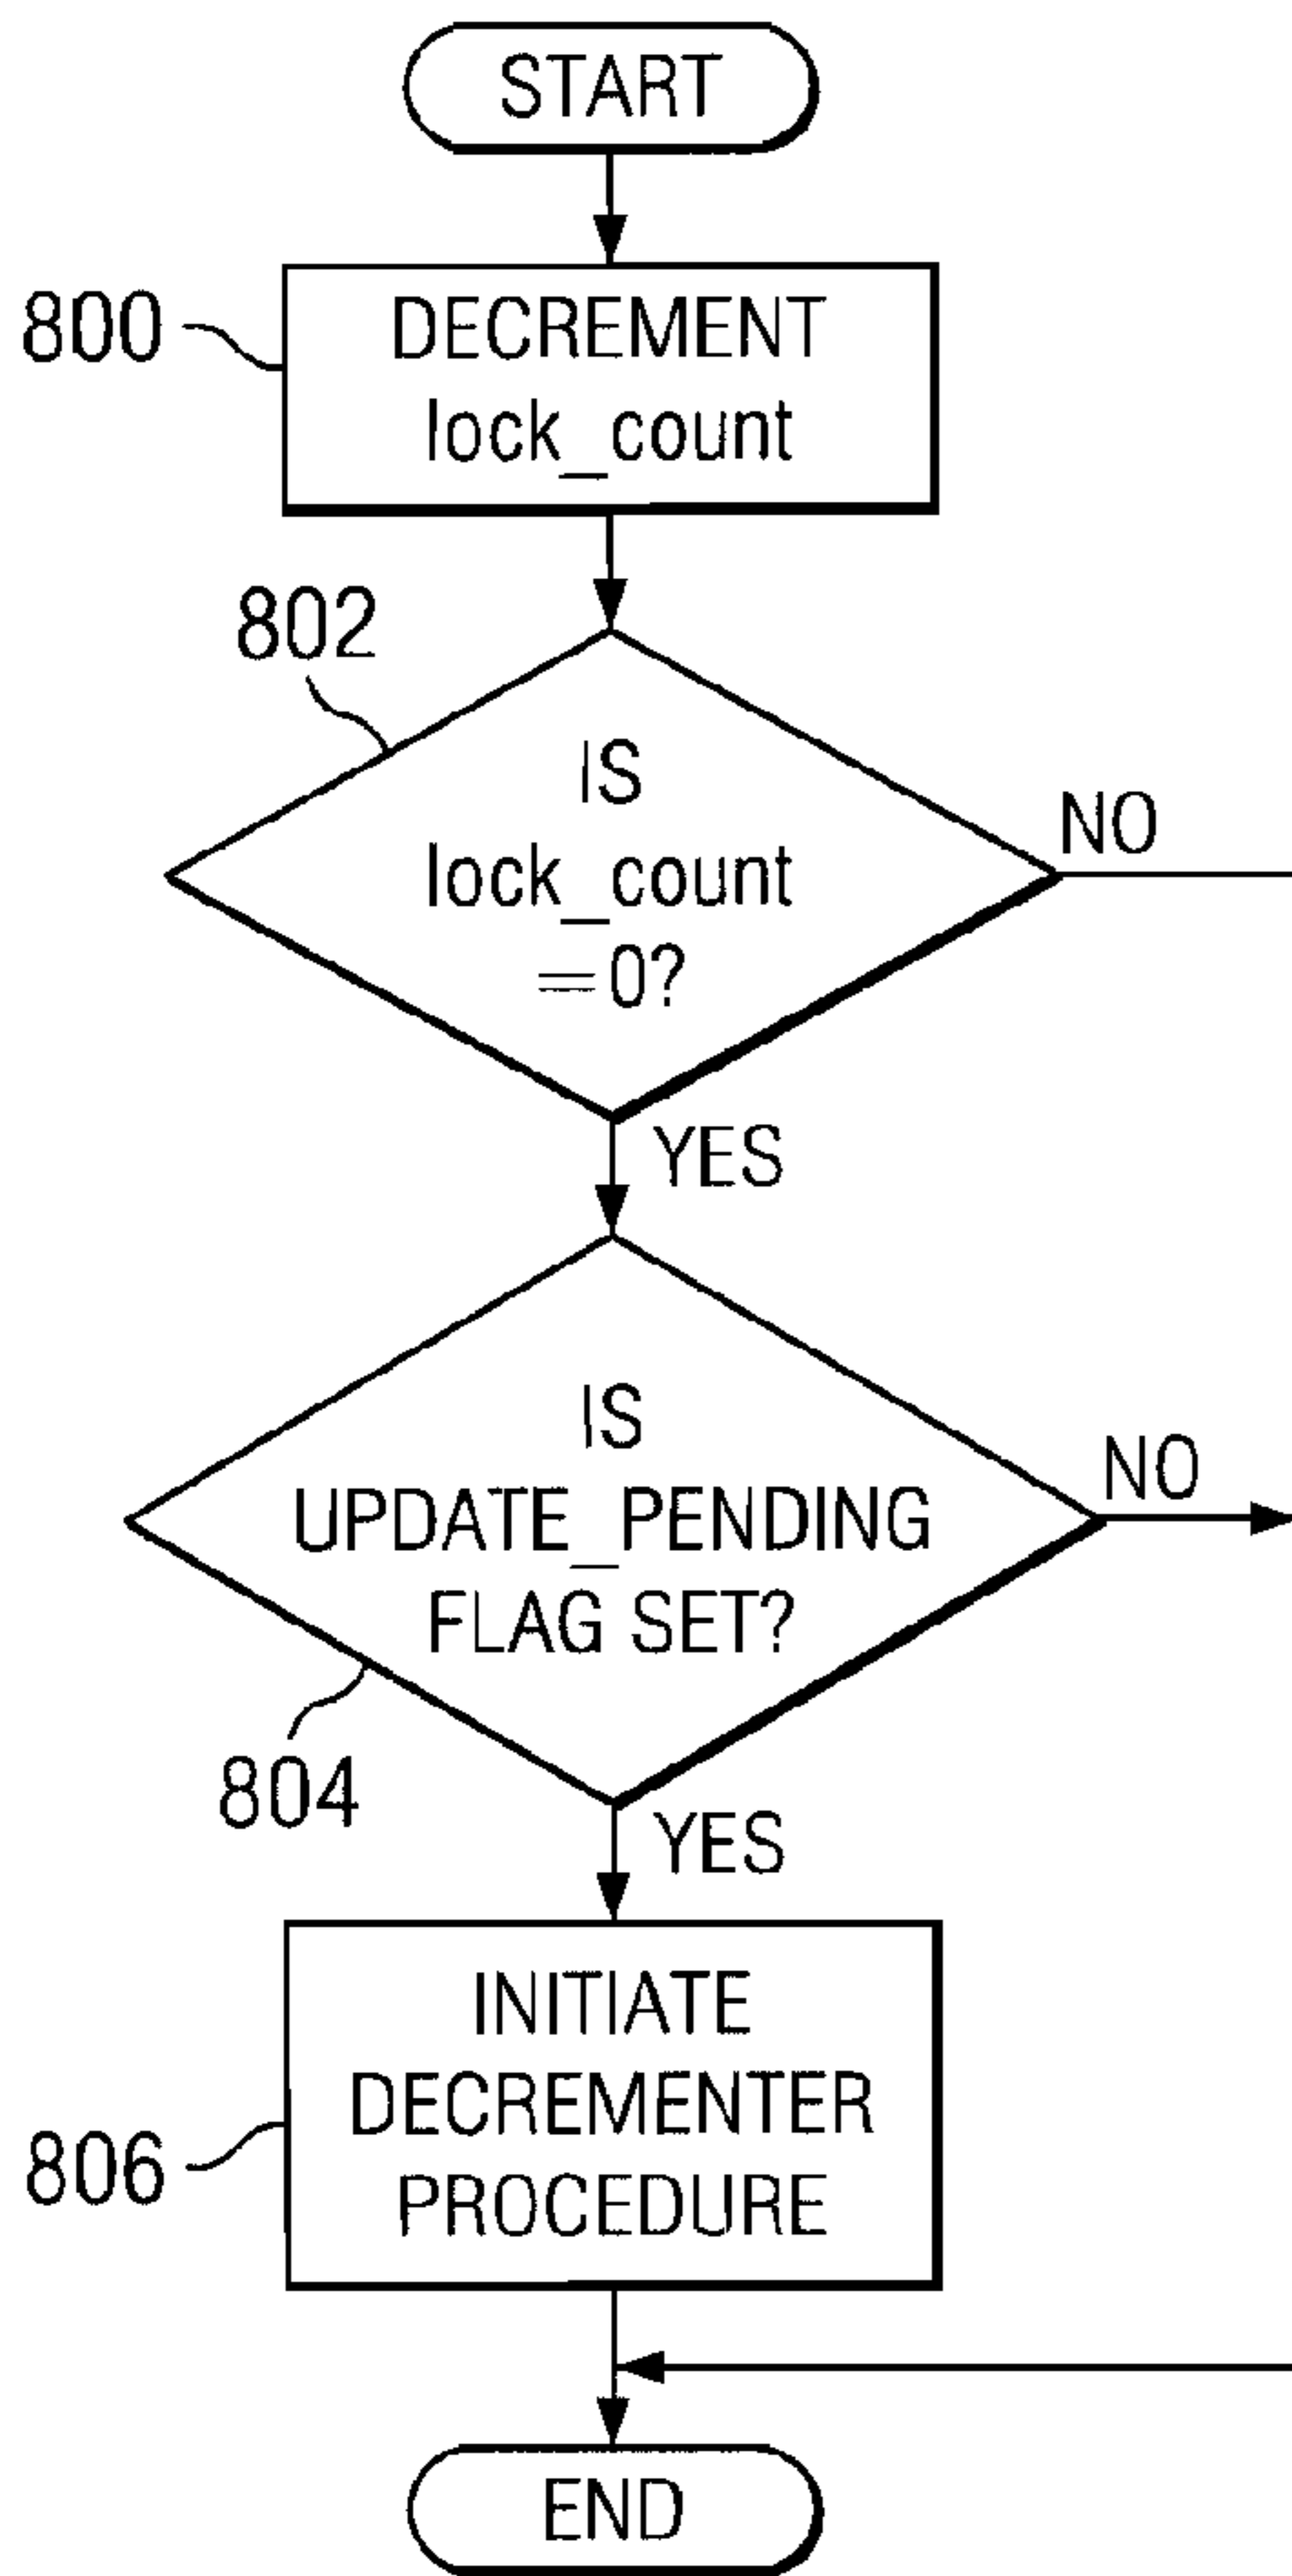 START
800
DECREMENT
lock_count
802
IS
lock_count
=0?
NO
YES
IS
UPDATE_PENDING
FLAG SET?
NO
804
YES
INITIATE
DECREMENTER
PROCEDURE
806
END